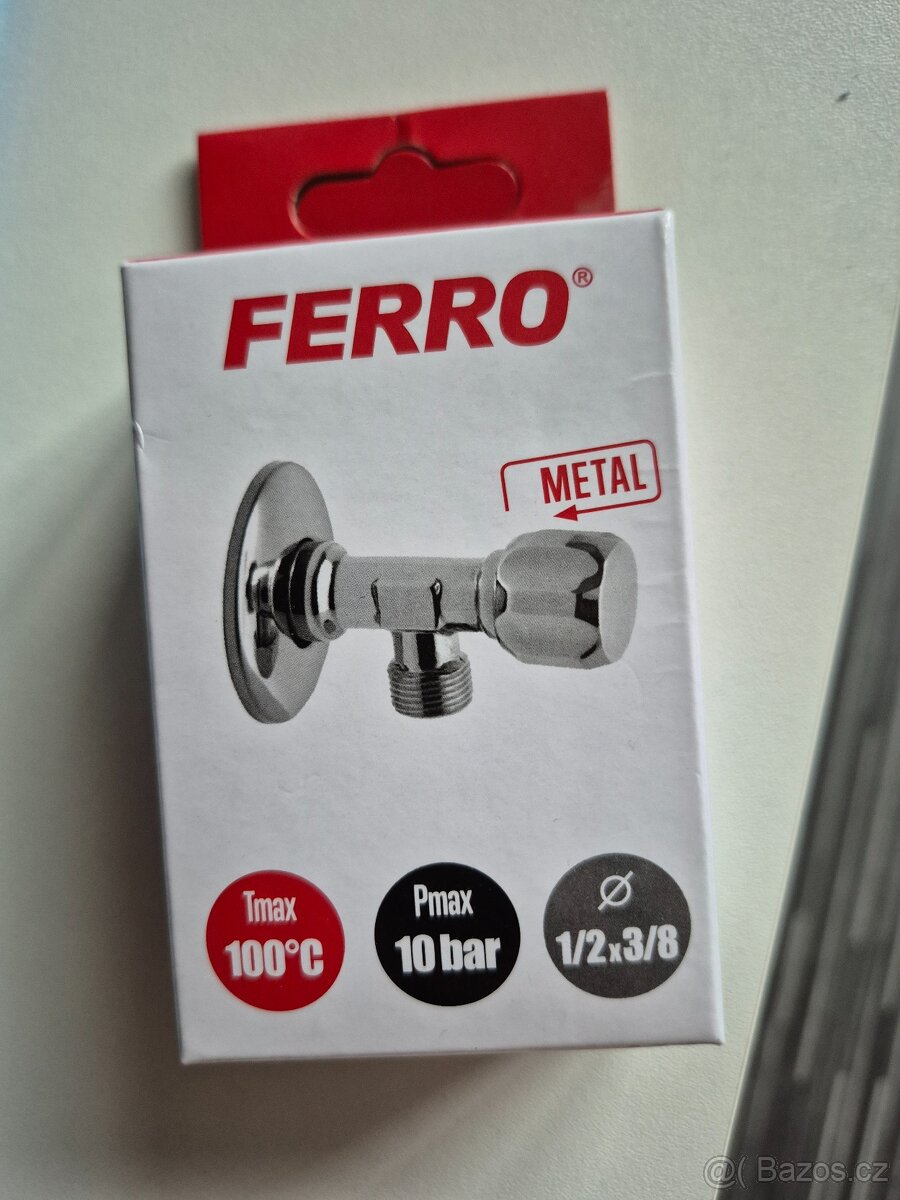 FERRO®
METAL
Tmax
100°C
Pmax
10 bar
Ø
1/2x3/8
@( Bazos.cz